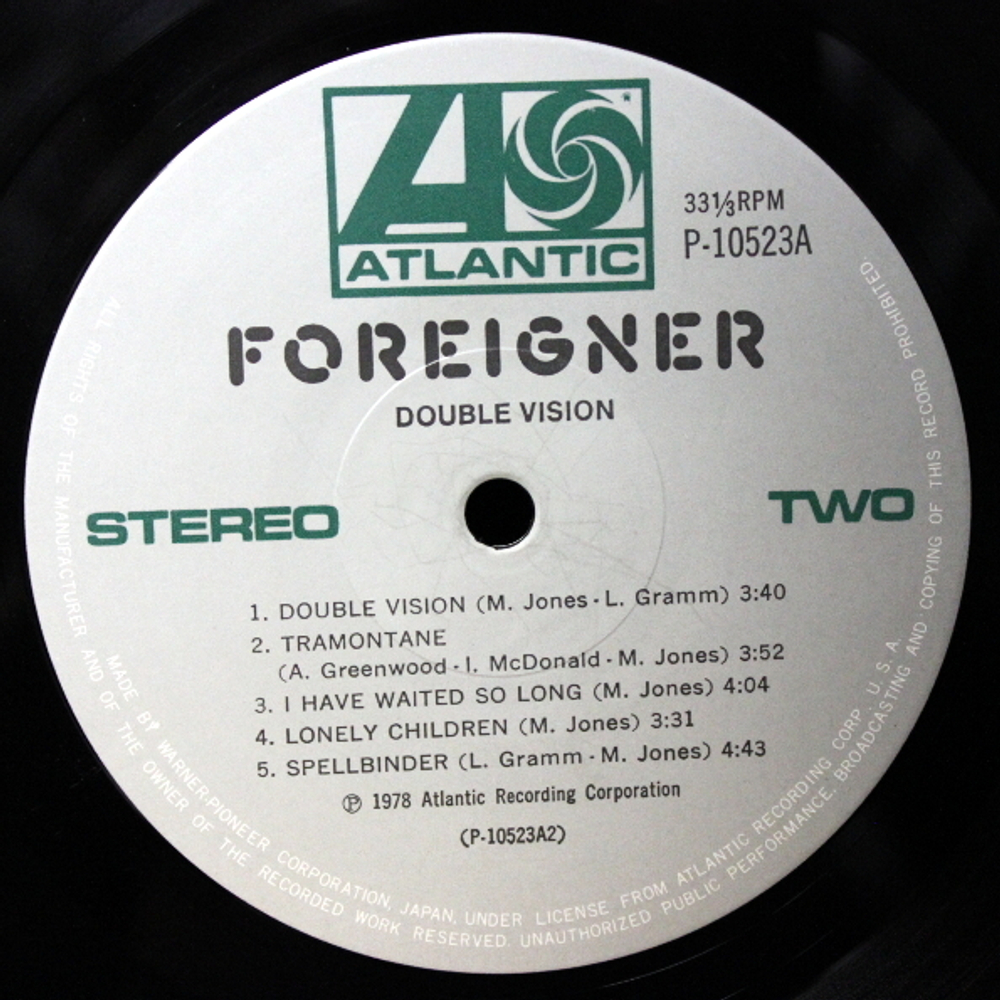 ATLANTIC
33⅓RPM
P-10523A
FOREIGNER
DOUBLE VISION
STEREO
TWO
1. DOUBLE VISION (M. Jones-L. Gramm) 3:40
2. TRAMONTANE
(A. Greenwood-I. McDonald-M. Jones) 3:52
3. I HAVE WAITED SO LONG (M. Jones) 4:04
4. LONELY CHILDREN (M. Jones) 3:31
5. SPELLBINDER (L. Gramm-M. Jones) 4:43
Ⓟ 1978 Atlantic Recording Corporation
(P-10523A2)
MADE BY WARNER-PIONEER CORPORATION, JAPAN, UNDER LICENSE FROM ATLANTIC RECORDING CORP., U. S. A.
ALL RIGHTS OF THE MANUFACTURER AND OF THE OWNER OF THE RECORDED WORK RESERVED. UNAUTHORIZED PUBLIC PERFORMANCE, BROADCASTING AND COPYING OF THIS RECORD PROHIBITED.